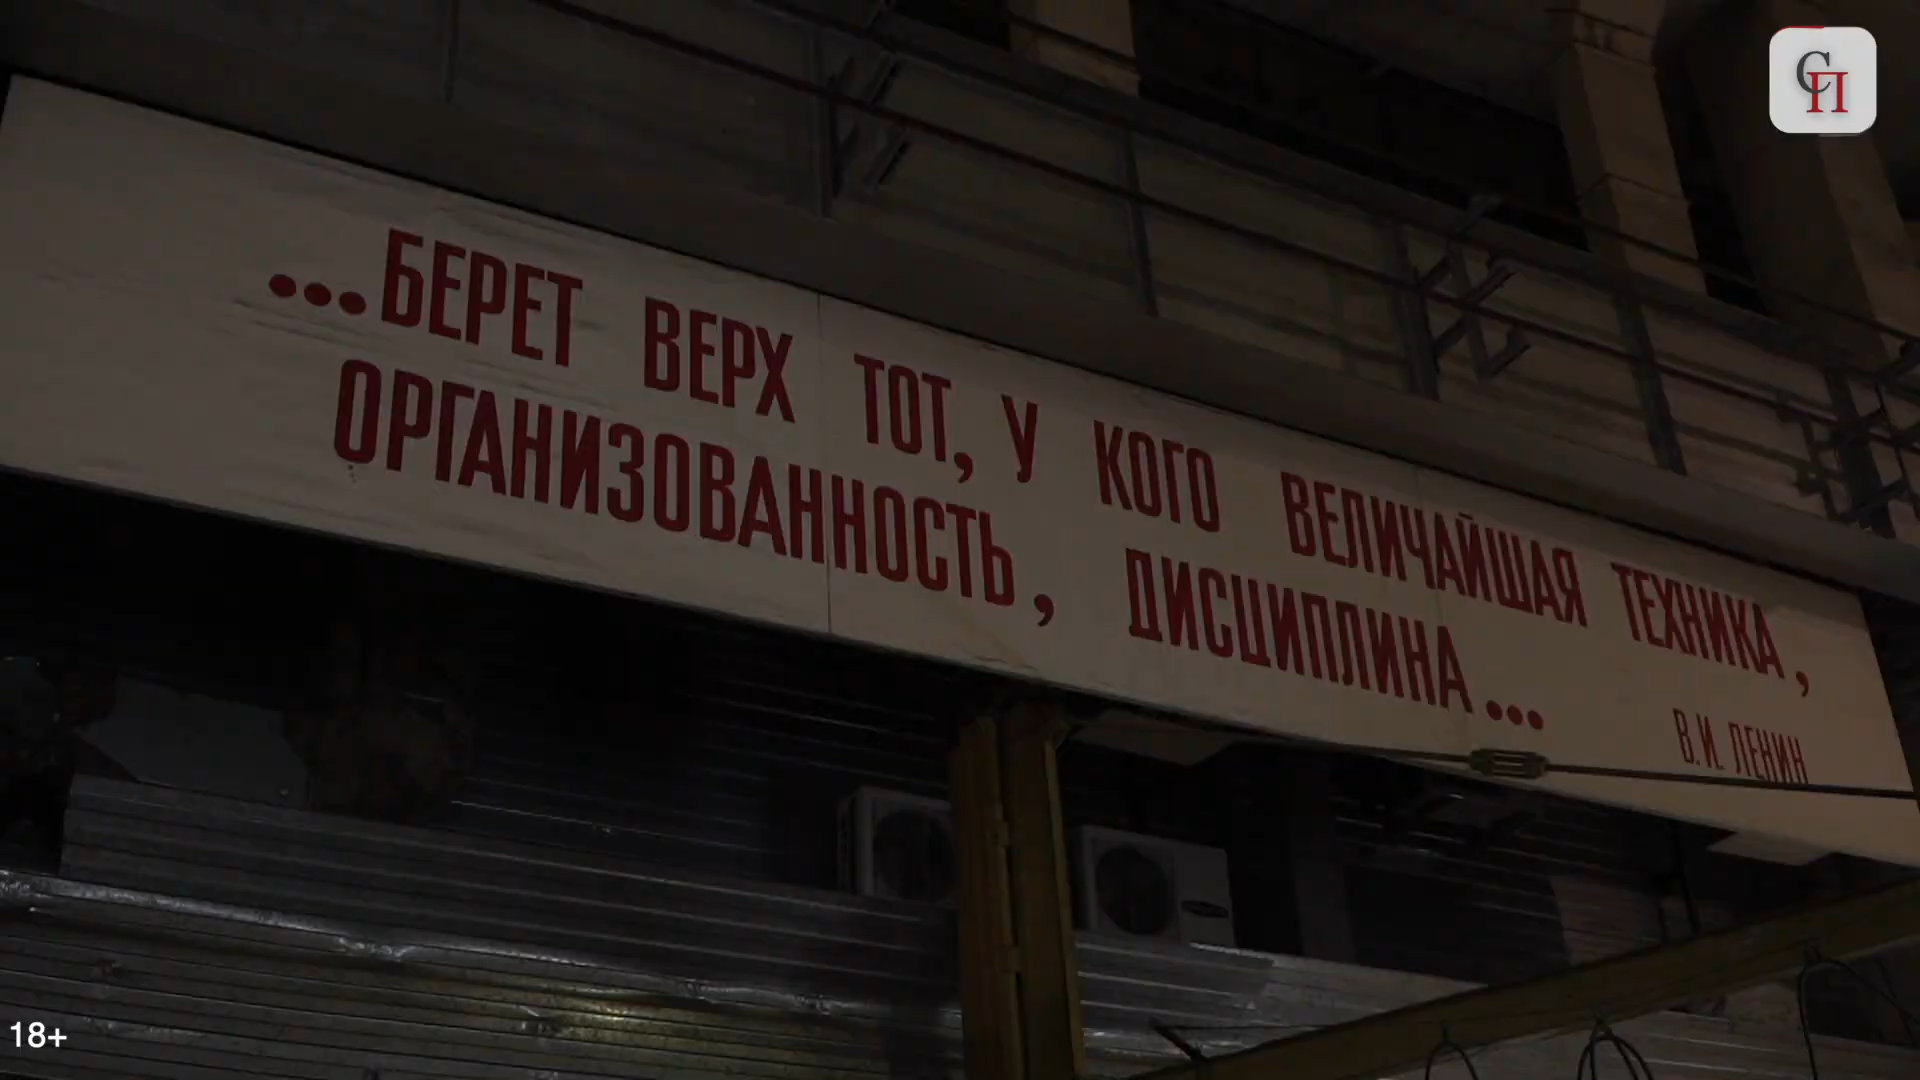 СП
...БЕРЕТ ВЕРХ ТОТ, У КОГО ВЕЛИЧАЙШАЯ ТЕХНИКА,
ОРГАНИЗОВАННОСТЬ, ДИСЦИПЛИНА...
В.И. ЛЕНИН
18+